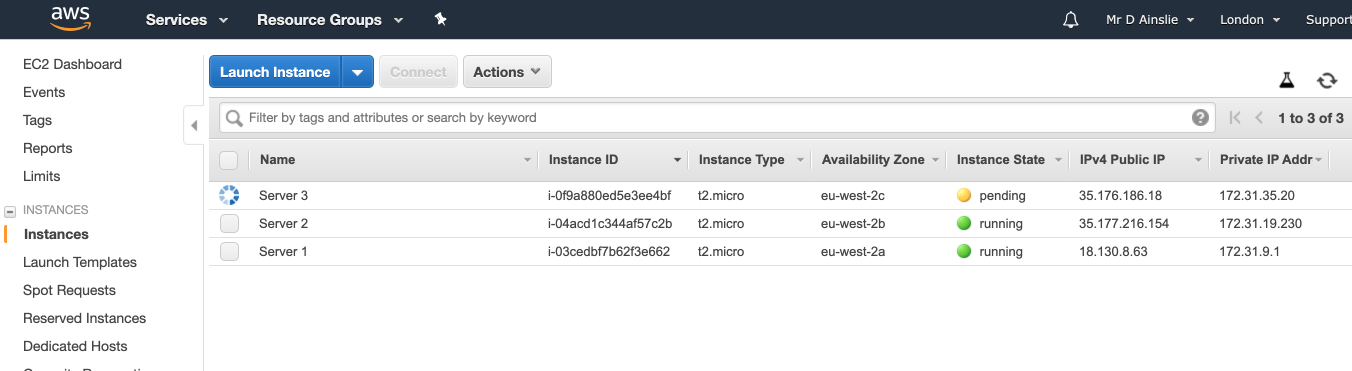 aws Services Resource Groups Mr D Ainslie London Support
EC2 Dashboard
Events
Tags
Reports
Limits
INSTANCES
Instances
Launch Templates
Spot Requests
Reserved Instances
Dedicated Hosts
Launch Instance Connect Actions
Filter by tags and attributes or search by keyword 1 to 3 of 3
Name Instance ID Instance Type Availability Zone Instance State IPv4 Public IP Private IP Addr
Server 3 i-0f9a880ed5e3ee4bf t2.micro eu-west-2c pending 35.176.186.18 172.31.35.20
Server 2 i-04acd1c344af57c2b t2.micro eu-west-2b running 35.177.216.154 172.31.19.230
Server 1 i-03cedbf7b62f3e662 t2.micro eu-west-2a running 18.130.8.63 172.31.9.1